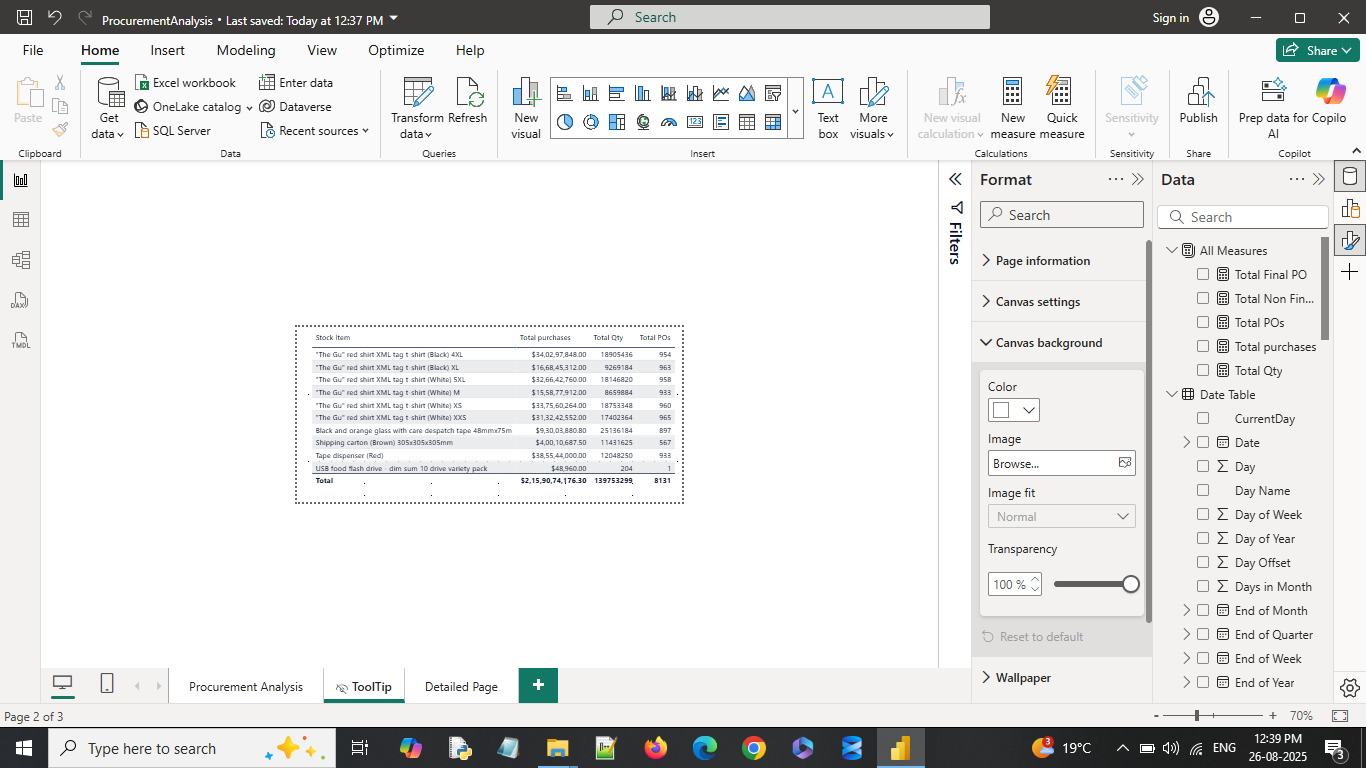 ProcurementAnalysis • Last saved: Today at 12:37 PM
Search
Sign in
File Home Insert Modeling View Optimize Help
Share
Paste
Clipboard
Get data
Excel workbook
OneLake catalog
SQL Server
Enter data
Dataverse
Recent sources
Data
Transform data
Refresh
Queries
New visual
Text box
More visuals
Insert
New visual calculation
New measure
Quick measure
Calculations
Sensitivity
Sensitivity
Publish
Share
Prep data for AI
Copilo
Copilot
DAX
TMDL
Stock Item Total purchases Total Qty Total POs
"The Gu" red shirt XML tag t-shirt (Black) 4XL $34,02,97,848.00 18905436 954
"The Gu" red shirt XML tag t-shirt (Black) XL $16,68,45,312.00 9269184 963
"The Gu" red shirt XML tag t-shirt (White) 5XL $32,66,42,760.00 18146820 958
"The Gu" red shirt XML tag t-shirt (White) M $15,58,77,912.00 8659884 933
"The Gu" red shirt XML tag t-shirt (White) XS $33,75,60,264.00 18753348 960
"The Gu" red shirt XML tag t-shirt (White) XXS $31,32,42,552.00 17402364 965
Black and orange glass with care despatch tape 48mmx75m $9,30,03,880.80 25136184 897
Shipping carton (Brown) 305x305x305mm $4,00,10,687.50 11431625 567
Tape dispenser (Red) $38,55,44,000.00 12048250 933
USB food flash drive - dim sum 10 drive variety pack $48,960.00 204 1
Total $2,15,90,74,176.30 139753299 8131
Filters
Format
Search
Page information
Canvas settings
Canvas background
Color
Image
Browse...
Image fit
Normal
Transparency
100 %
Reset to default
Wallpaper
Data
Search
All Measures
Total Final PO
Total Non Fin...
Total POs
Total purchases
Total Qty
Date Table
CurrentDay
Date
Day
Day Name
Day of Week
Day of Year
Day Offset
Days in Month
End of Month
End of Quarter
End of Week
End of Year
Procurement Analysis ToolTip Detailed Page +
Page 2 of 3
- + 70%
Type here to search
3
19°C
ENG
12:39 PM
26-08-2025
3